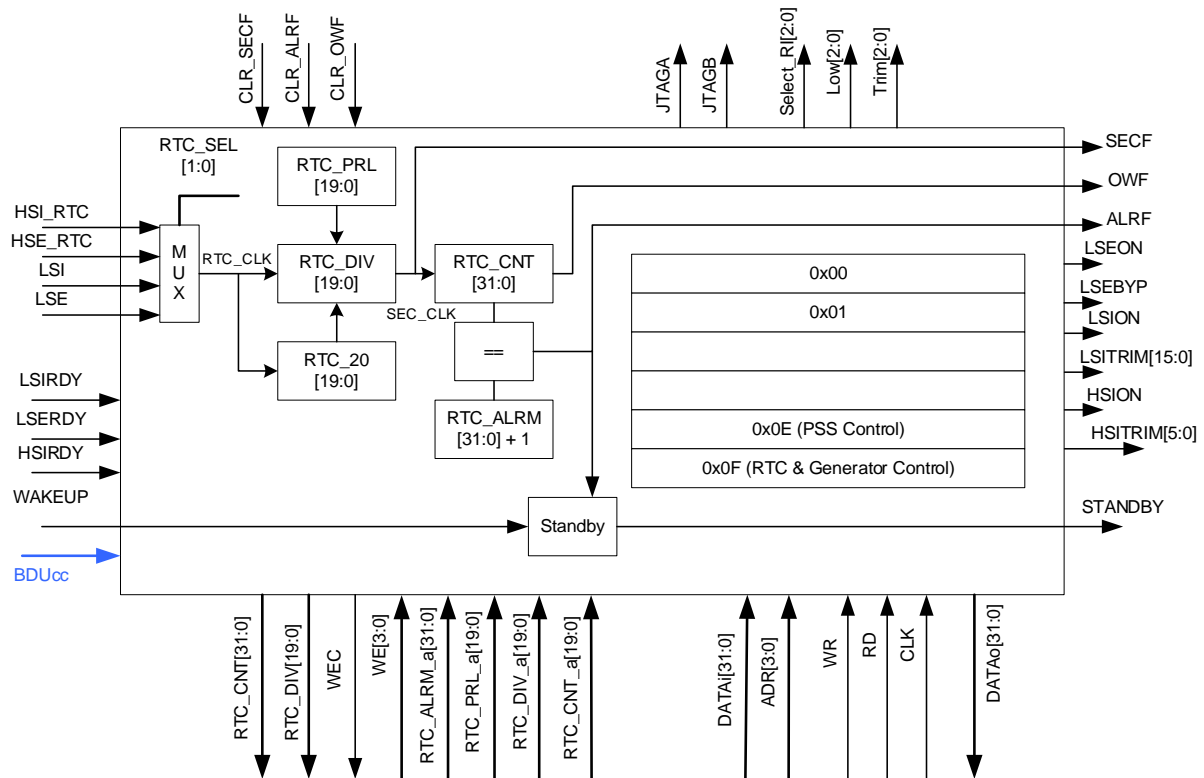 CLR_SECF
CLR_ALRF
CLR_OWF
JTAGA
JTAGB
Select_RI[2:0]
Low[2:0]
Trim[2:0]
RTC_SEL
[1:0]
RTC_PRL
[19:0]
SECF
OWF
ALRF
HSI_RTC
HSE_RTC
LSI
LSE
M
U
X
RTC_CLK
RTC_DIV
[19:0]
SEC_CLK
RTC_CNT
[31:0]
RTC_20
[19:0]
==
RTC_ALRM
[31:0] + 1
0x00
0x01
0x0E (PSS Control)
0x0F (RTC & Generator Control)
LSEON
LSEBYP
LSION
LSITRIM[15:0]
HSION
HSITRIM[5:0]
LSIRDY
LSERDY
HSIRDY
WAKEUP
Standby
STANDBY
BDUcc
RTC_CNT[31:0]
RTC_DIV[19:0]
WEC
WE[3:0]
RTC_ALRM_a[31:0]
RTC_PRL_a[19:0]
RTC_DIV_a[19:0]
RTC_CNT_a[19:0]
DATAi[31:0]
ADR[3:0]
WR
RD
CLK
DATAo[31:0]